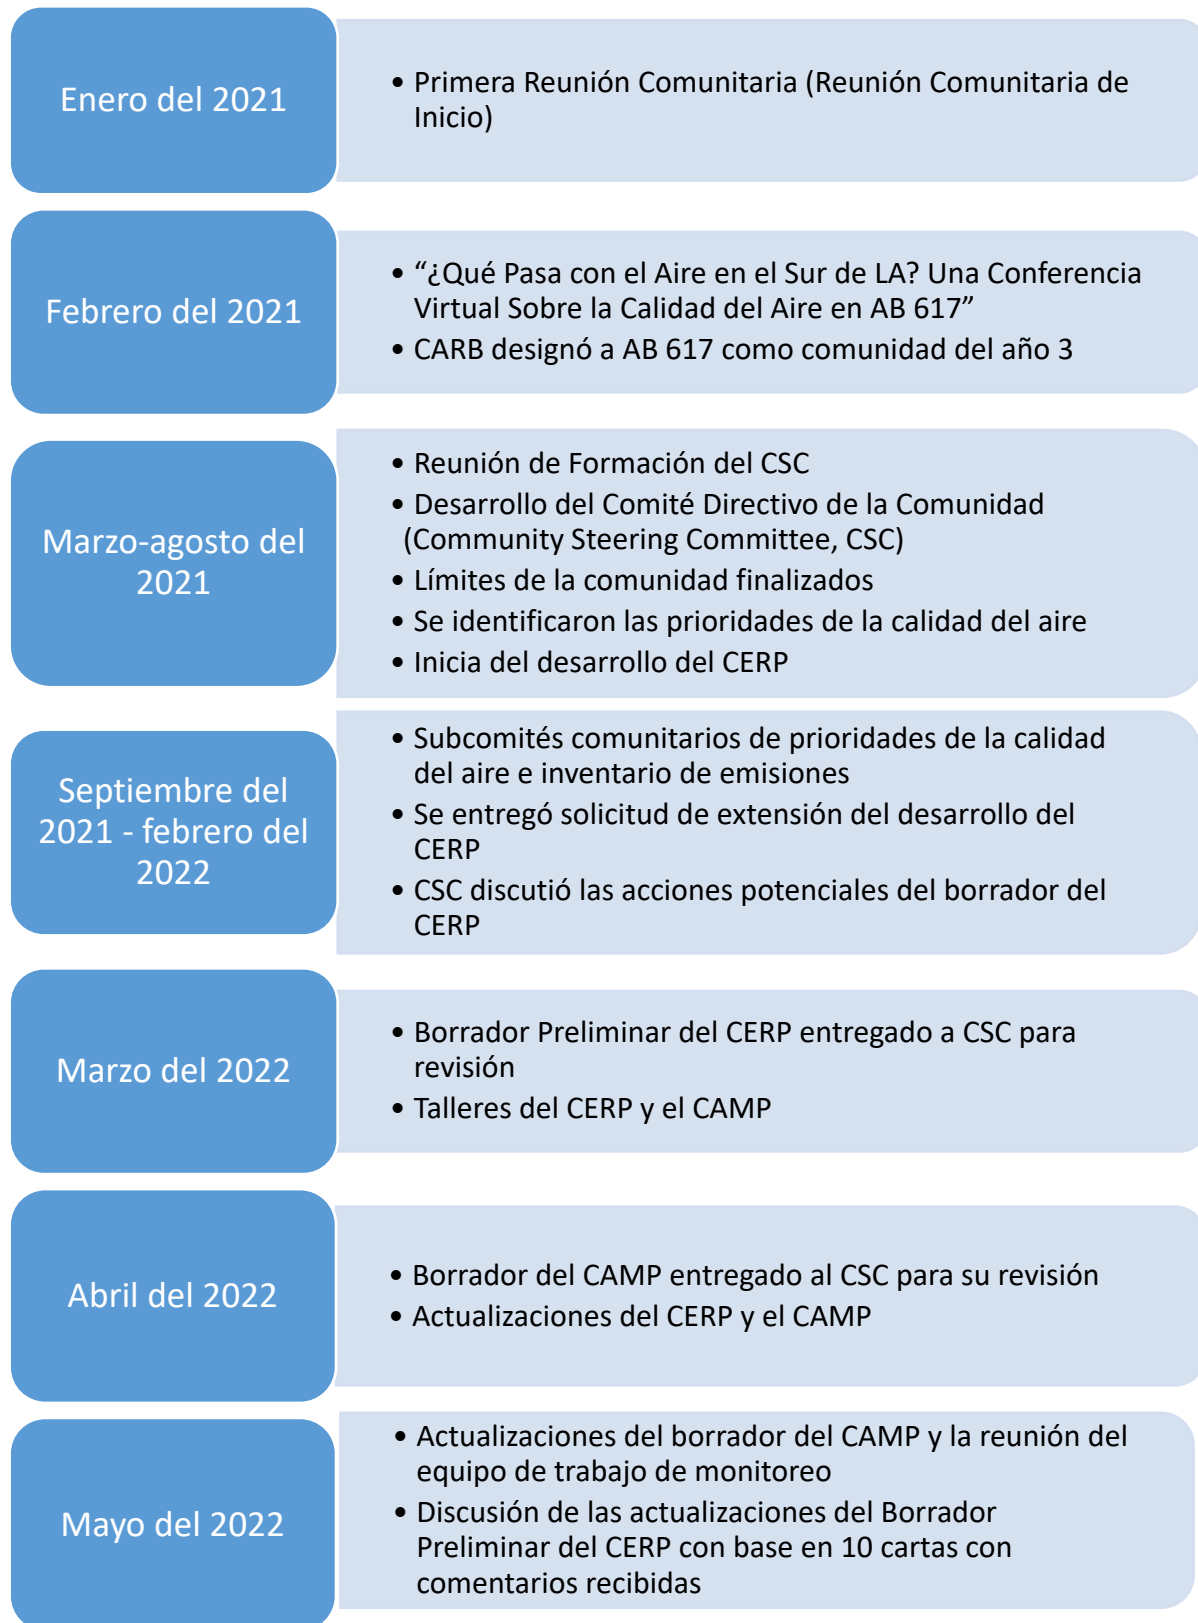 Enero del 2021
• Primera Reunión Comunitaria (Reunión Comunitaria de
Inicio)
Febrero del 2021
• “¿Qué Pasa con el Aire en el Sur de LA? Una Conferencia
Virtual Sobre la Calidad del Aire en AB 617”
• CARB designó a AB 617 como comunidad del año 3
Marzo-agosto del
2021
• Reunión de Formación del CSC
• Desarrollo del Comité Directivo de la Comunidad
(Community Steering Committee, CSC)
• Límites de la comunidad finalizados
• Se identificaron las prioridades de la calidad del aire
• Inicia del desarrollo del CERP
Septiembre del
2021 - febrero del
2022
• Subcomités comunitarios de prioridades de la calidad
del aire e inventario de emisiones
• Se entregó solicitud de extensión del desarrollo del
CERP
• CSC discutió las acciones potenciales del borrador del
CERP
Marzo del 2022
• Borrador Preliminar del CERP entregado a CSC para
revisión
• Talleres del CERP y el CAMP
Abril del 2022
• Borrador del CAMP entregado al CSC para su revisión
• Actualizaciones del CERP y el CAMP
Mayo del 2022
• Actualizaciones del borrador del CAMP y la reunión del
equipo de trabajo de monitoreo
• Discusión de las actualizaciones del Borrador
Preliminar del CERP con base en 10 cartas con
comentarios recibidas